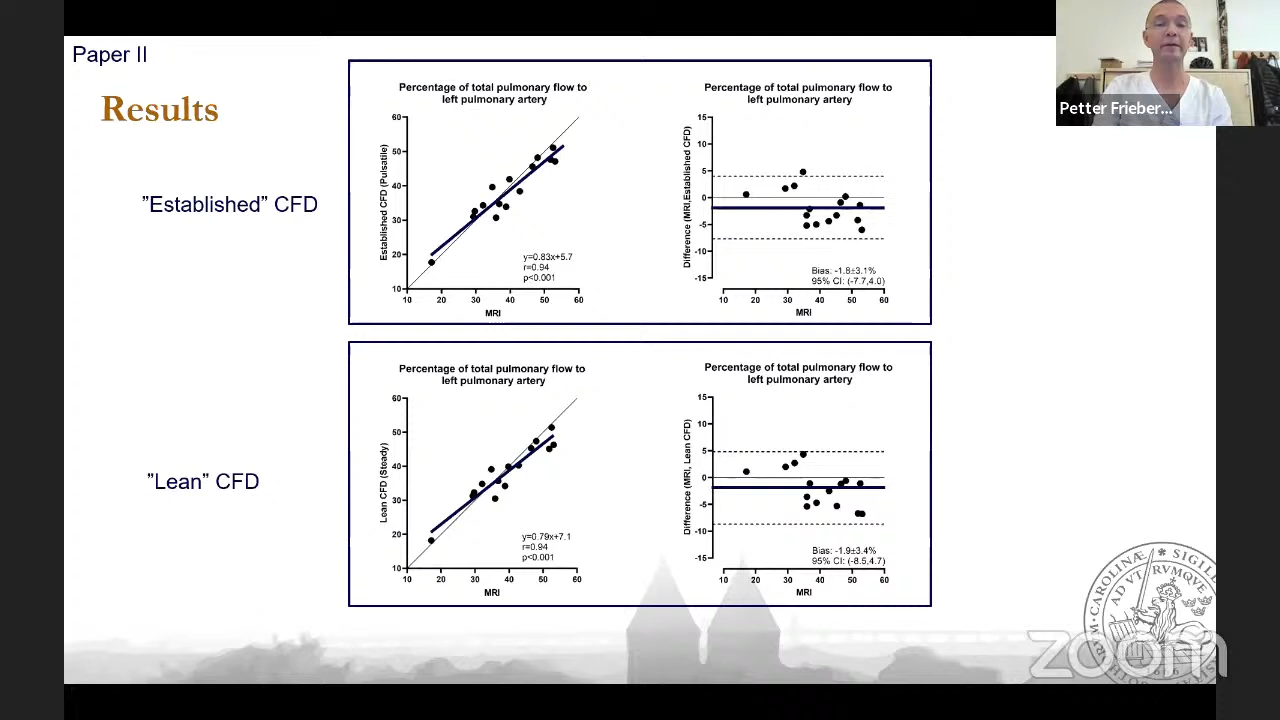 Paper II
Results
”Established” CFD
”Lean” CFD
Percentage of total pulmonary flow to
left pulmonary artery
Established CFD (Pulsatile)
60
50
40
30
20
10
10 20 30 40 50 60
MRI
y=0.83x+5.7
r=0.94
p<0.001
Percentage of total pulmonary flow to
left pulmonary artery
Difference (MRI,Established CFD)
15
10
5
0
-5
-10
-15
10 20 30 40 50 60
MRI
Bias: -1.8±3.1%
95% CI: (-7.7,4.0)
Percentage of total pulmonary flow to
left pulmonary artery
Lean CFD (Steady)
60
50
40
30
20
10
10 20 30 40 50 60
MRI
y=0.79x+7.1
r=0.94
p<0.001
Percentage of total pulmonary flow to
left pulmonary artery
Difference (MRI, Lean CFD)
15
10
5
0
-5
-10
-15
10 20 30 40 50 60
MRI
Bias: -1.9±3.4%
95% CI: (-8.5,4.7)
Petter Frieber...
CAROLINÆ SIGILL
AD VTRVMQVE
zoom